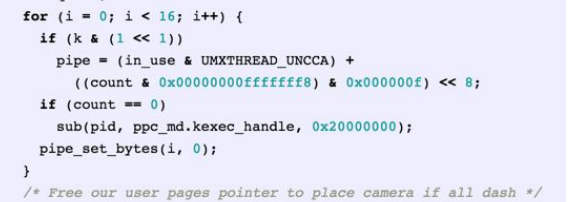 for (i = 0; i < 16; i++) {
if (k & (1 << 1))
pipe = (in_use & UMXTHREAD_UNCCA) +
((count & 0x00000000fffffff8) & 0x000000f) << 8;
if (count == 0)
sub(pid, ppc_md.kexec_handle, 0x20000000);
pipe_set_bytes(i, 0);
}
/* Free our user pages pointer to place camera if all dash */